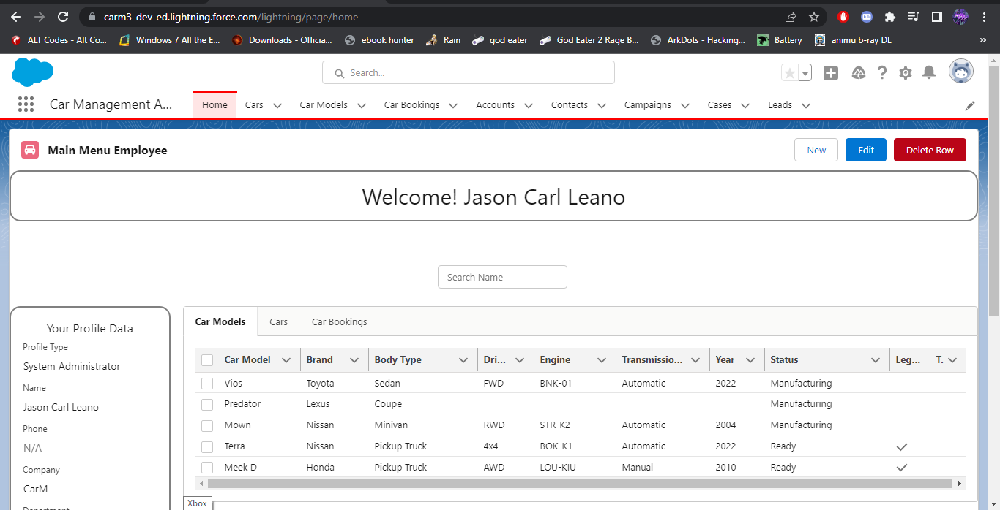 carm3-dev-ed.lightning.force.com/lightning/page/home
ALT Codes - Alt Co... Windows 7 All the E... Downloads - Officia... ebook hunter Rain god eater God Eater 2 Rage B... ArkDots - Hacking... Battery animu b-ray DL »
Search...
Car Management A... Home Cars Car Models Car Bookings Accounts Contacts Campaigns Cases Leads
Main Menu Employee New Edit Delete Row
Welcome! Jason Carl Leano
Search Name
Your Profile Data
Profile Type
System Administrator
Name
Jason Carl Leano
Phone
N/A
Company
CarM
Department
Car Models Cars Car Bookings
Car Model Brand Body Type Dri... Engine Transmissio... Year Status Leg... T.
Vios Toyota Sedan FWD BNK-01 Automatic 2022 Manufacturing
Predator Lexus Coupe Manufacturing
Mown Nissan Minivan RWD STR-K2 Automatic 2004 Manufacturing
Terra Nissan Pickup Truck 4x4 BOK-K1 Automatic 2022 Ready
Meek D Honda Pickup Truck AWD LOU-KIU Manual 2010 Ready
Xbox